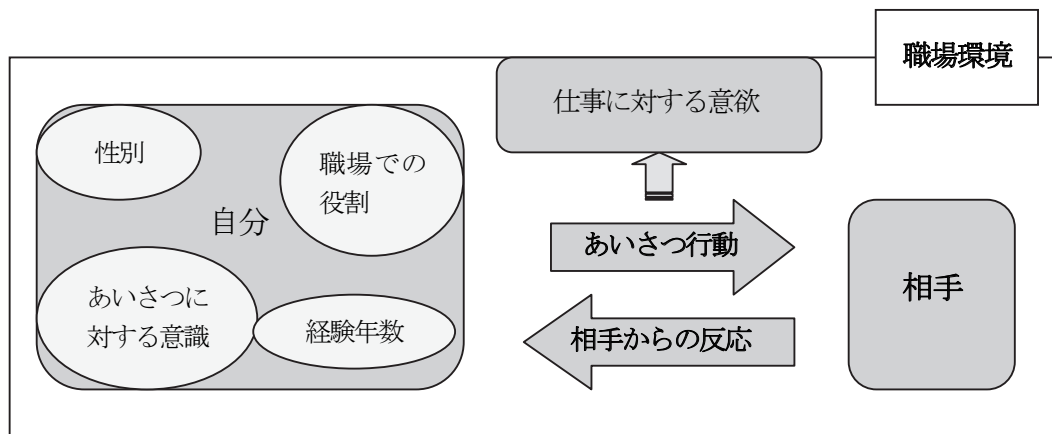 職場環境
仕事に対する意欲
性別
職場での
役割
自分
あいさつ行動
相手
あいさつに
対する意識
経験年数
相手からの反応